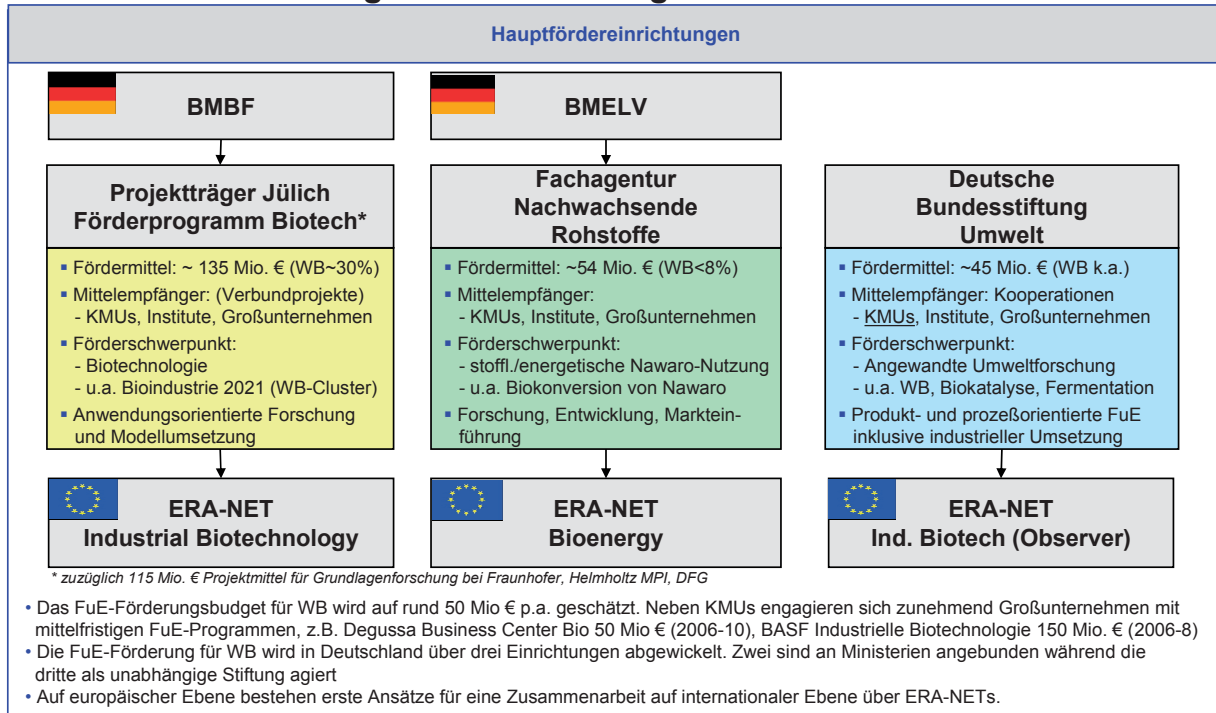 Hauptfördereinrichtungen
BMBF
BMELV
Projektträger Jülich
Förderprogramm Biotech*
Fachagentur
Nachwachsende
Rohstoffe
Deutsche
Bundesstiftung
Umwelt
▪ Fördermittel: ~ 135 Mio. € (WB~30%)
▪ Mittelempfänger: (Verbundprojekte)
- KMUs, Institute, Großunternehmen
▪ Förderschwerpunkt:
- Biotechnologie
- u.a. Bioindustrie 2021 (WB-Cluster)
▪ Anwendungsorientierte Forschung
und Modellumsetzung
▪ Fördermittel: ~54 Mio. € (WB<8%)
▪ Mittelempfänger:
- KMUs, Institute, Großunternehmen
▪ Förderschwerpunkt:
- stoffl./energetische Nawaro-Nutzung
- u.a. Biokonversion von Nawaro
▪ Forschung, Entwicklung, Marktein-
führung
▪ Fördermittel: ~45 Mio. € (WB k.a.)
▪ Mittelempfänger: Kooperationen
- KMUs, Institute, Großunternehmen
▪ Förderschwerpunkt:
- Angewandte Umweltforschung
- u.a. WB, Biokatalyse, Fermentation
▪ Produkt- und prozeßorientierte FuE
inklusive industrieller Umsetzung
ERA-NET
Industrial Biotechnology
ERA-NET
Bioenergy
ERA-NET
Ind. Biotech (Observer)
* zuzüglich 115 Mio. € Projektmittel für Grundlagenforschung bei Fraunhofer, Helmholtz MPI, DFG
• Das FuE-Förderungsbudget für WB wird auf rund 50 Mio € p.a. geschätzt. Neben KMUs engagieren sich zunehmend Großunternehmen mit
mittelfristigen FuE-Programmen, z.B. Degussa Business Center Bio 50 Mio € (2006-10), BASF Industrielle Biotechnologie 150 Mio. € (2006-8)
• Die FuE-Förderung für WB wird in Deutschland über drei Einrichtungen abgewickelt. Zwei sind an Ministerien angebunden während die
dritte als unabhängige Stiftung agiert
• Auf europäischer Ebene bestehen erste Ansätze für eine Zusammenarbeit auf internationaler Ebene über ERA-NETs.